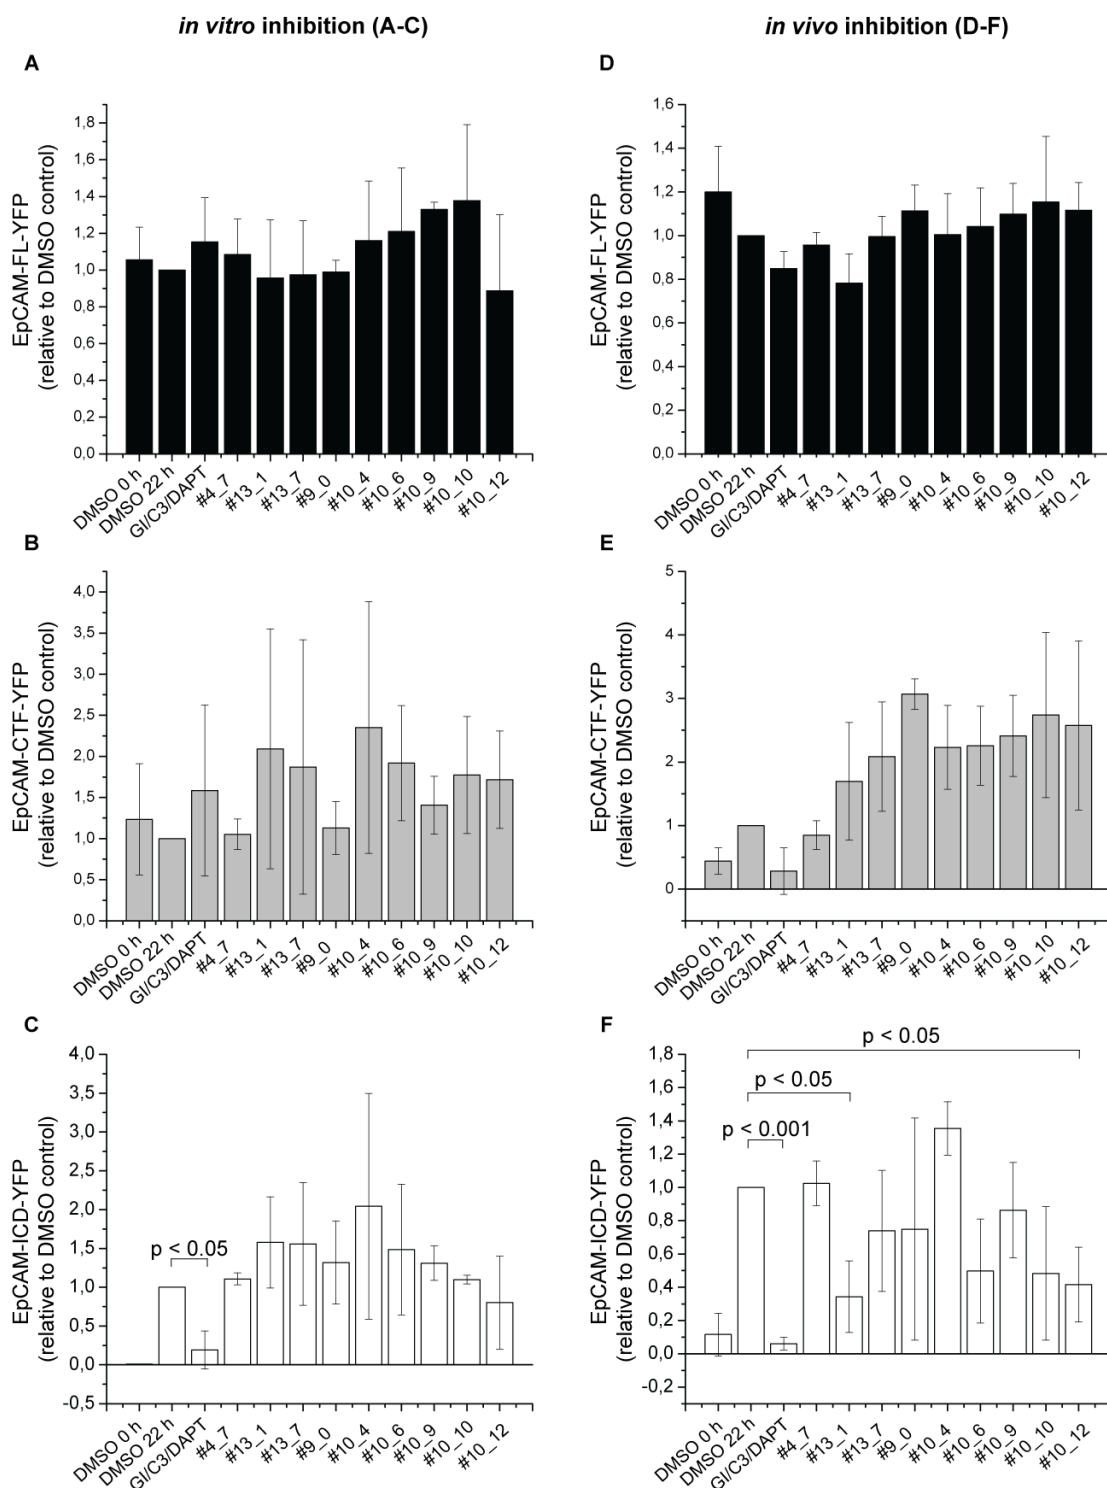 in vitro inhibition (A-C)
in vivo inhibition (D-F)
A
EpCAM-FL-YFP
(relative to DMSO control)
1,8
1,6
1,4
1,2
1,0
0,8
0,6
0,4
0,2
0,0
DMSO 0 h
DMSO 22 h
GI/C3/DAPT
#4_7
#13_1
#13_7
#9_0
#10_4
#10_6
#10_9
#10_10
#10_12
D
EpCAM-FL-YFP
(relative to DMSO control)
1,6
1,4
1,2
1,0
0,8
0,6
0,4
0,2
0,0
DMSO 0 h
DMSO 22 h
GI/C3/DAPT
#4_7
#13_1
#13_7
#9_0
#10_4
#10_6
#10_9
#10_10
#10_12
B
EpCAM-CTF-YFP
(relative to DMSO control)
4,0
3,5
3,0
2,5
2,0
1,5
1,0
0,5
0,0
DMSO 0 h
DMSO 22 h
GI/C3/DAPT
#4_7
#13_1
#13_7
#9_0
#10_4
#10_6
#10_9
#10_10
#10_12
E
EpCAM-CTF-YFP
(relative to DMSO control)
5
4
3
2
1
0
DMSO 0 h
DMSO 22 h
GI/C3/DAPT
#4_7
#13_1
#13_7
#9_0
#10_4
#10_6
#10_9
#10_10
#10_12
C
EpCAM-ICD-YFP
(relative to DMSO control)
4,0
3,5
3,0
2,5
2,0
1,5
1,0
0,5
0,0
-0,5
p < 0.05
DMSO 0 h
DMSO 22 h
GI/C3/DAPT
#4_7
#13_1
#13_7
#9_0
#10_4
#10_6
#10_9
#10_10
#10_12
F
EpCAM-ICD-YFP
(relative to DMSO control)
1,8
1,6
1,4
1,2
1,0
0,8
0,6
0,4
0,2
0,0
-0,2
p < 0.05
p < 0.05
p < 0.001
DMSO 0 h
DMSO 22 h
GI/C3/DAPT
#4_7
#13_1
#13_7
#9_0
#10_4
#10_6
#10_9
#10_10
#10_12